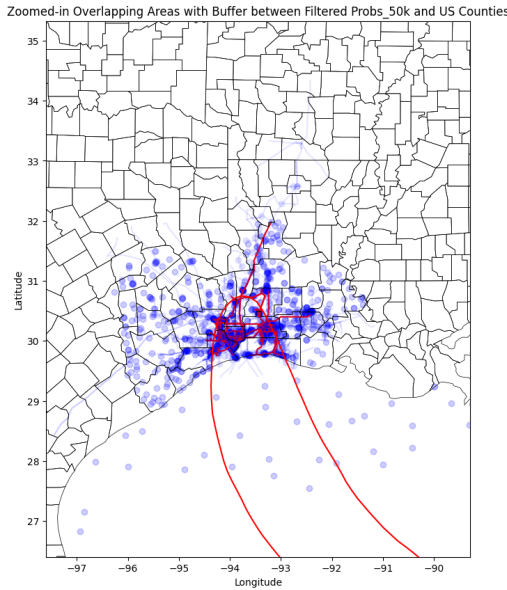 Zoomed-in Overlapping Areas with Buffer between Filtered Probs_50k and US Counties
35
34
33
32
31
30
29
28
27
Latitude
−97 −96 −95 −94 −93 −92 −91 −90
Longitude